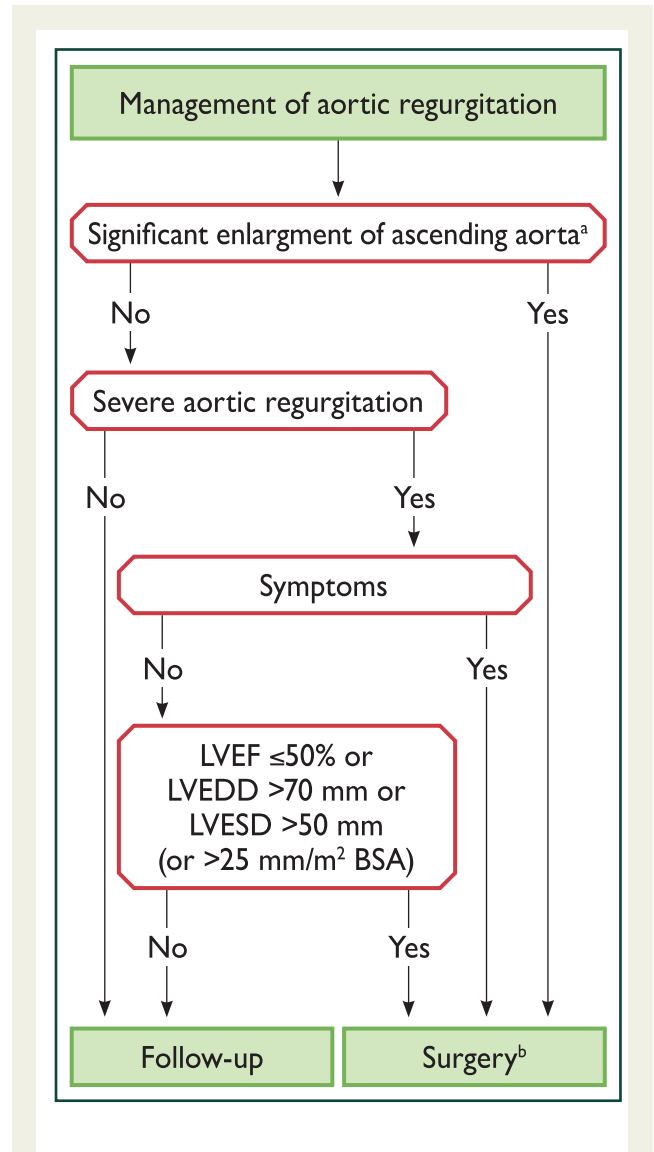 Management of aortic regurgitation
Significant enlargment of ascending aortaᵃ
No
Yes
Severe aortic regurgitation
No
Yes
Symptoms
No
Yes
LVEF ≤50% or
LVEDD >70 mm or
LVESD >50 mm
(or >25 mm/m² BSA)
No
Yes
Follow-up
Surgeryᵇ